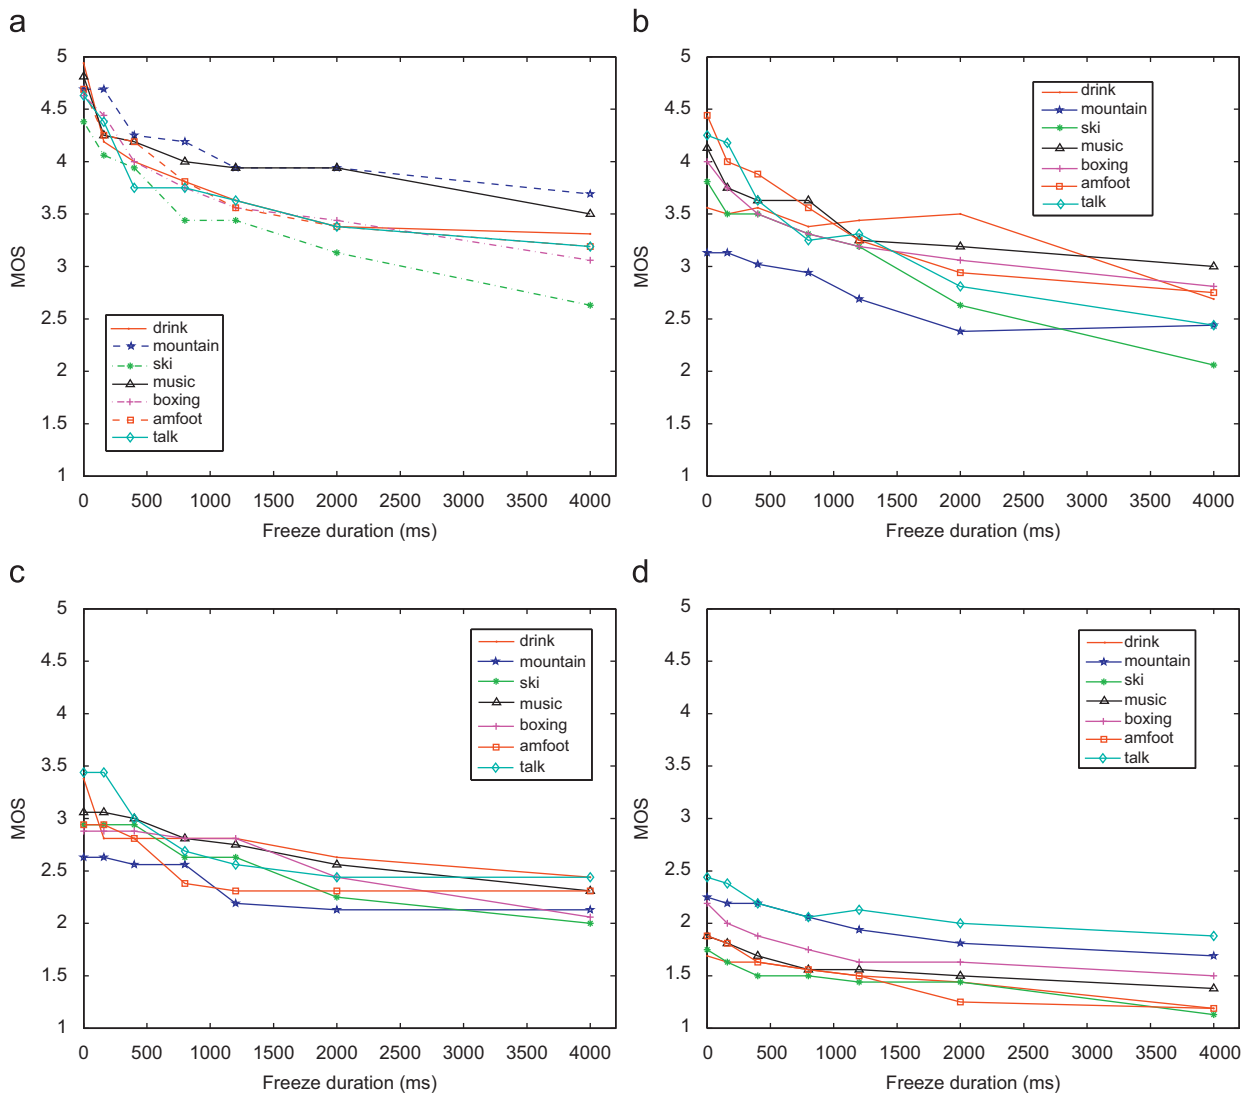 a
5
4.5
4
3.5
3
2.5
2
1.5
1
MOS
drink
mountain
ski
music
boxing
amfoot
talk
0 500 1000 1500 2000 2500 3000 3500 4000
Freeze duration (ms)
b
5
4.5
4
3.5
3
2.5
2
1.5
1
MOS
drink
mountain
ski
music
boxing
amfoot
talk
0 500 1000 1500 2000 2500 3000 3500 4000
Freeze duration (ms)
c
5
4.5
4
3.5
3
2.5
2
1.5
1
MOS
drink
mountain
ski
music
boxing
amfoot
talk
0 500 1000 1500 2000 2500 3000 3500 4000
Freeze duration (ms)
d
5
4.5
4
3.5
3
2.5
2
1.5
1
MOS
drink
mountain
ski
music
boxing
amfoot
talk
0 500 1000 1500 2000 2500 3000 3500 4000
Freeze duration (ms)